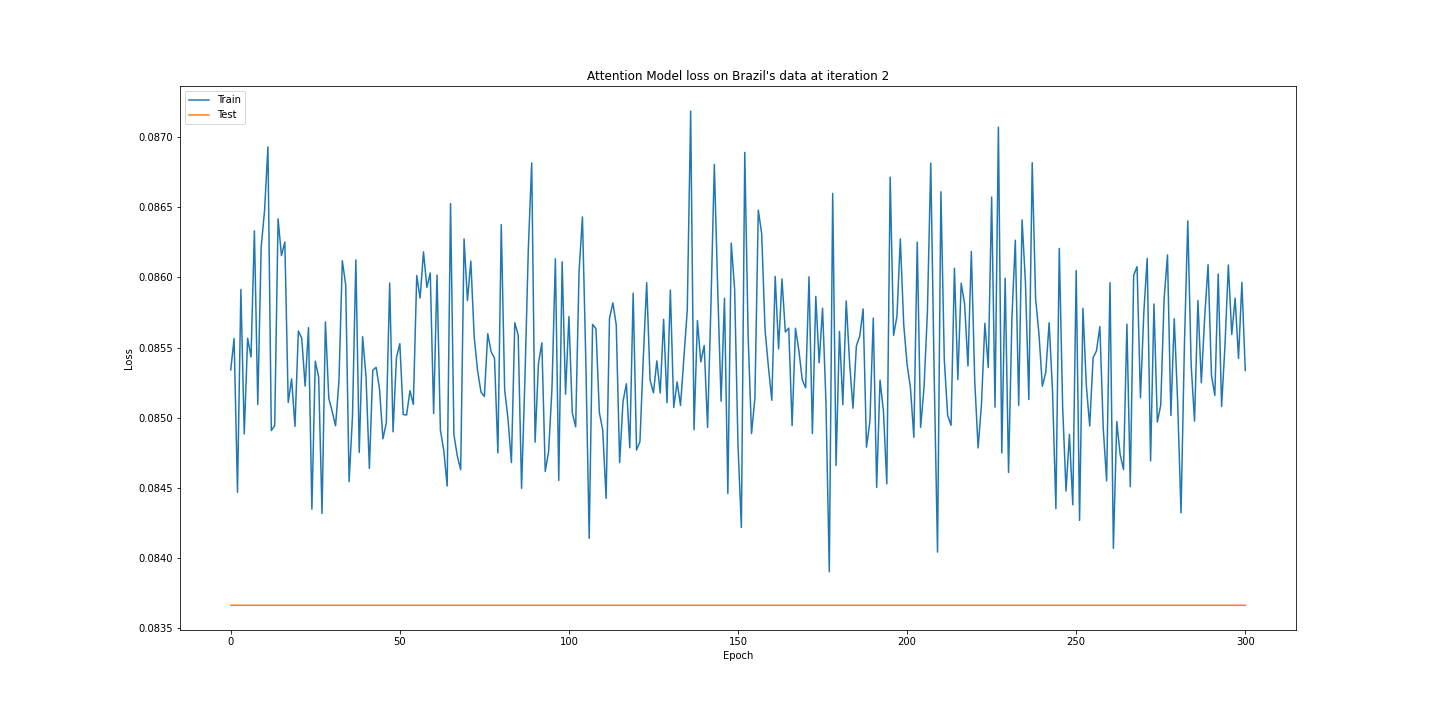 Attention Model loss on Brazil's data at iteration 2
Train
Test
0.0870
0.0865
0.0860
0.0855
0.0850
0.0845
0.0840
0.0835
Loss
0 50 100 150 200 250 300
Epoch